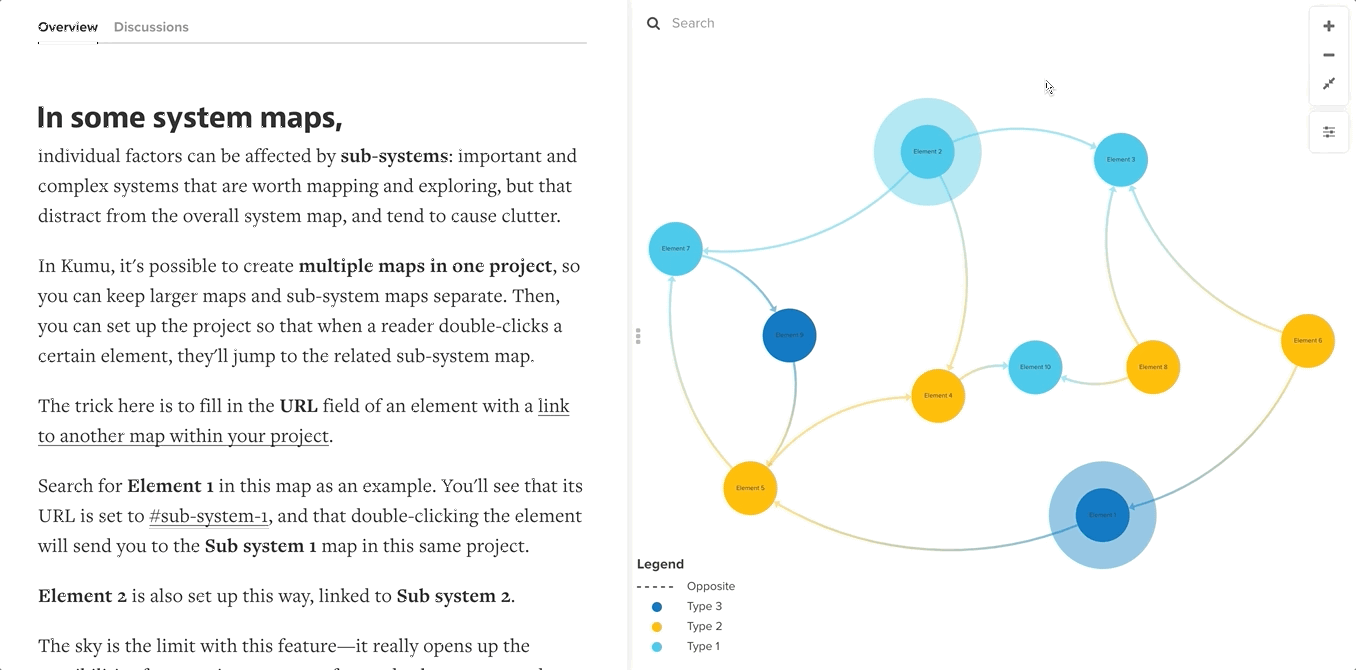 Overview Discussions
In some system maps,
individual factors can be affected by sub-systems: important and
complex systems that are worth mapping and exploring, but that
distract from the overall system map, and tend to cause clutter.
In Kumu, it's possible to create multiple maps in one project, so
you can keep larger maps and sub-system maps separate. Then,
you can set up the project so that when a reader double-clicks a
certain element, they'll jump to the related sub-system map.
The trick here is to fill in the URL field of an element with a link
to another map within your project.
Search for Element 1 in this map as an example. You'll see that its
URL is set to #sub-system-1, and that double-clicking the element
will send you to the Sub system 1 map in this same project.
Element 2 is also set up this way, linked to Sub system 2.
The sky is the limit with this feature—it really opens up the
Search
Element 2
Element 3
Element 7
Element 6
Element 10
Element 8
Element 4
Element 5
Element 1
Legend
Opposite
Type 3
Type 2
Type 1